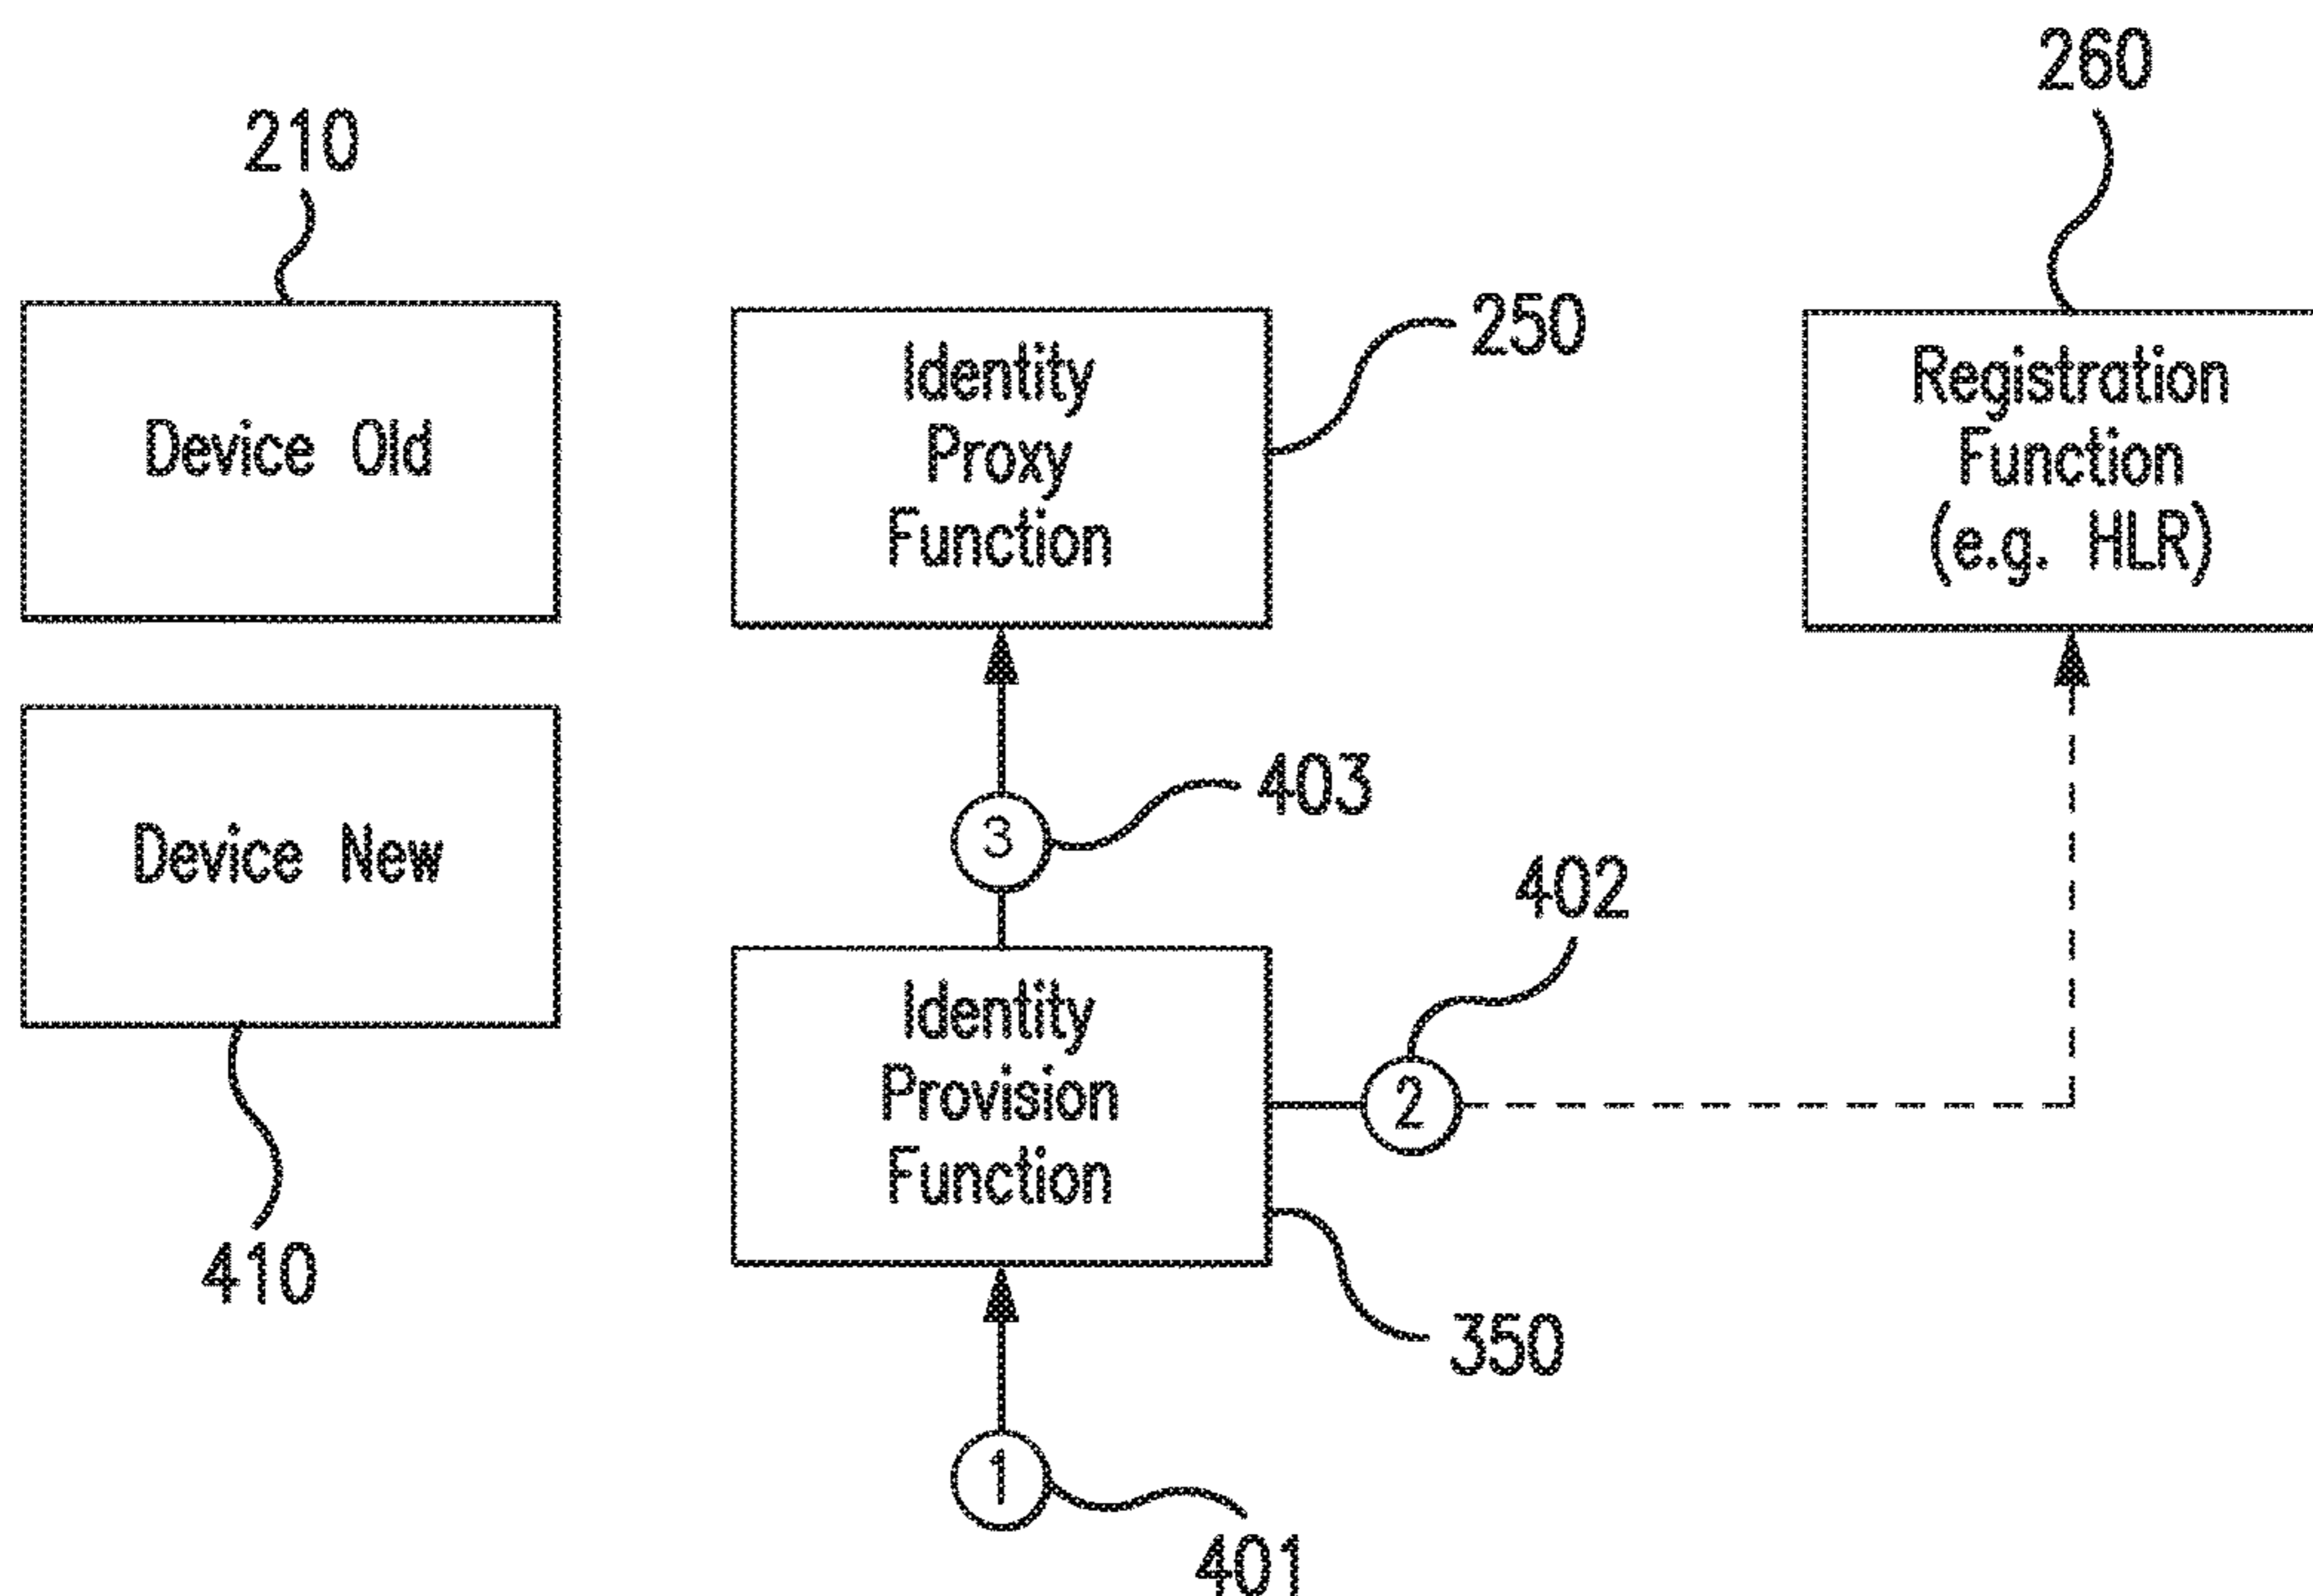 260
210
250
Device Old
Identity
Proxy
Function
Registration
Function
(e.g. HLR)
403
3
Device New
402
Identity
Provision
Function
2
410
350
1
401